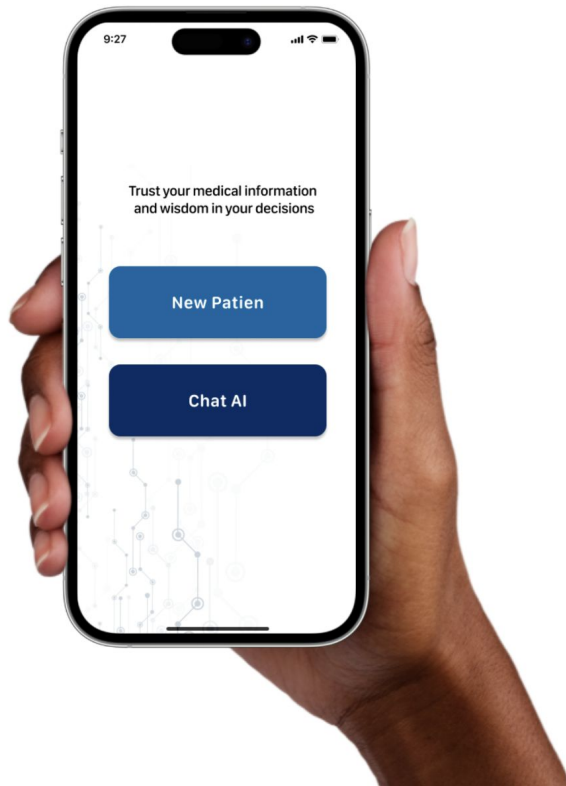 9:27
Trust your medical information
and wisdom in your decisions
New Patien
Chat AI